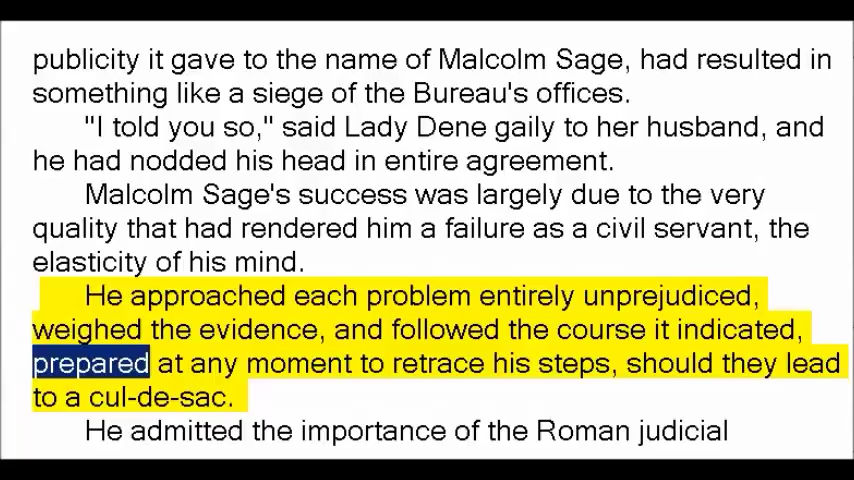 publicity it gave to the name of Malcolm Sage, had resulted in
something like a siege of the Bureau's offices.
"I told you so," said Lady Dene gaily to her husband, and
he had nodded his head in entire agreement.
Malcolm Sage's success was largely due to the very
quality that had rendered him a failure as a civil servant, the
elasticity of his mind.
He approached each problem entirely unprejudiced,
weighed the evidence, and followed the course it indicated,
prepared at any moment to retrace his steps, should they lead
to a cul-de-sac.
He admitted the importance of the Roman judicial